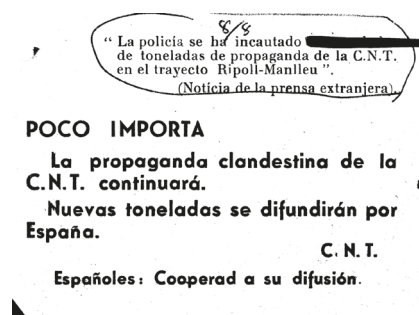 8/8
“ La policía se ha incautado
de toneladas de propaganda de la C.N.T.
en el trayecto Ripoll-Manlleu ”.
(Noticia de la prensa extranjera).
POCO IMPORTA
La propaganda clandestina de la
C.N.T. continuará.
Nuevas toneladas se difundirán por
España.
C. N. T.
Españoles: Cooperad a su difusión.